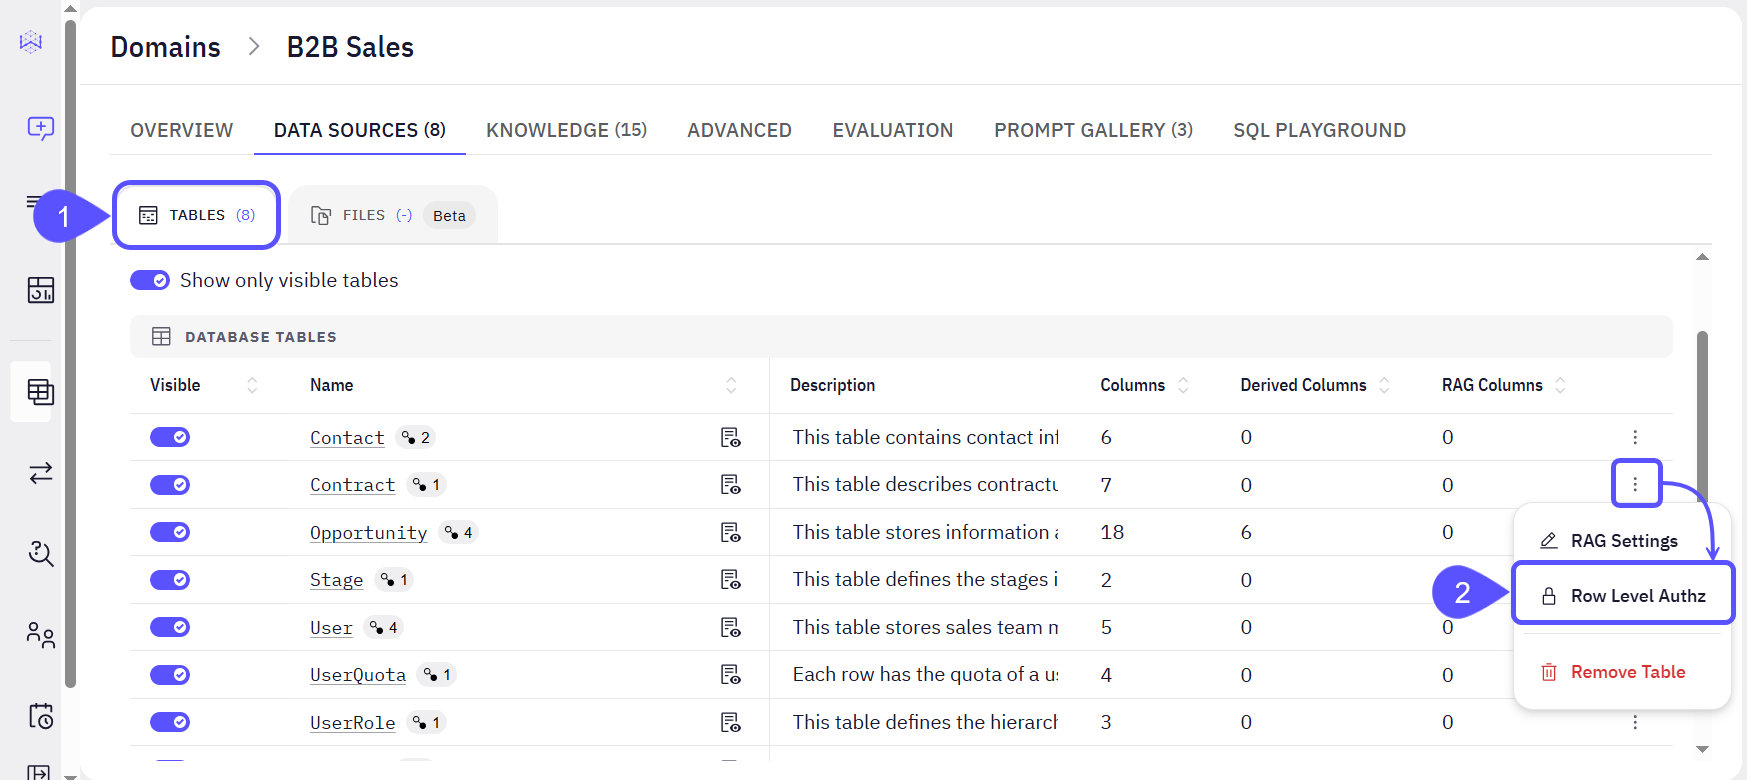 Domains > B2B Sales
OVERVIEW DATA SOURCES (8) KNOWLEDGE (15) ADVANCED EVALUATION PROMPT GALLERY (3) SQL PLAYGROUND
1 TABLES (8) FILES (-) Beta
Show only visible tables
DATABASE TABLES
Visible Name Description Columns Derived Columns RAG Columns
Contact 2 This table contains contact 6 0 0
Contract 1 This table describes 7 0 0
Opportunity 4 This table stores information 18 6 0
RAG Settings
Stage 1 This table defines the stages 2 0
2 Row Level Authz
User 4 This table stores sales team 5 0 0
UserQuota 1 Each row has the quota of a 4 0 0
Remove Table
UserRole 1 This table defines the 3 0 0